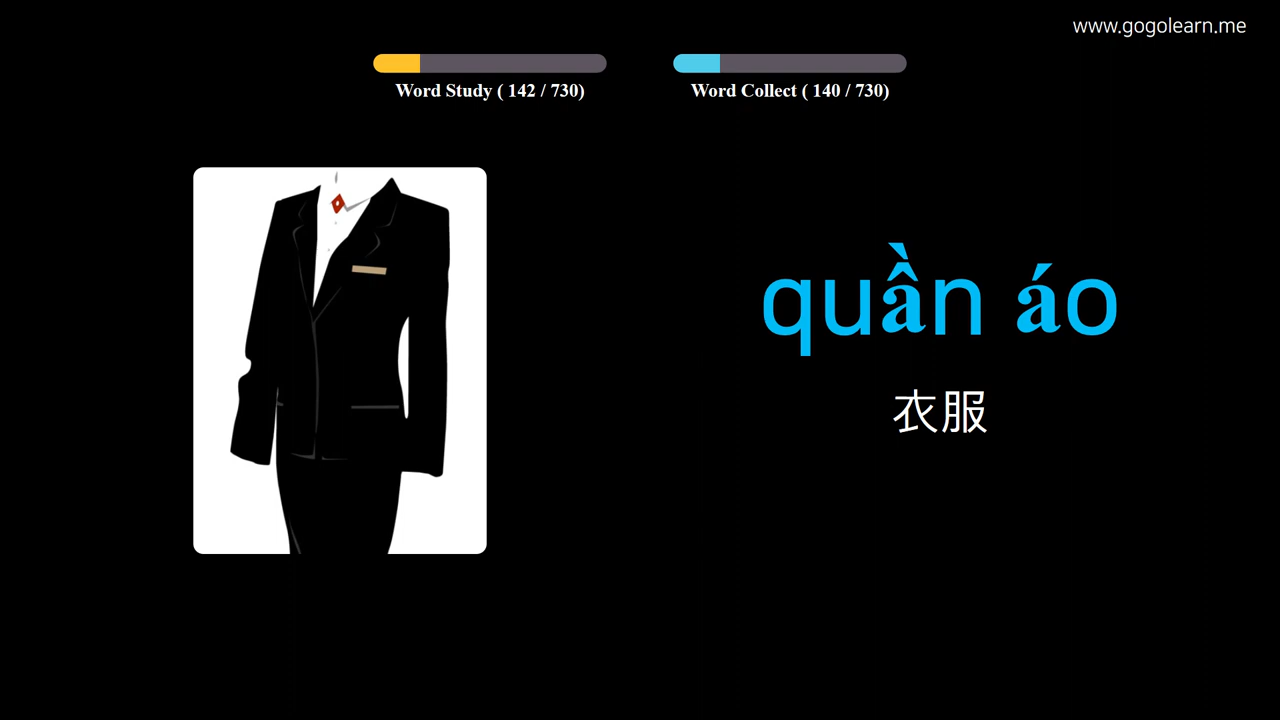 www.gogolearn.me
Word Study ( 142 / 730)
Word Collect ( 140 / 730)
quần áo
衣服